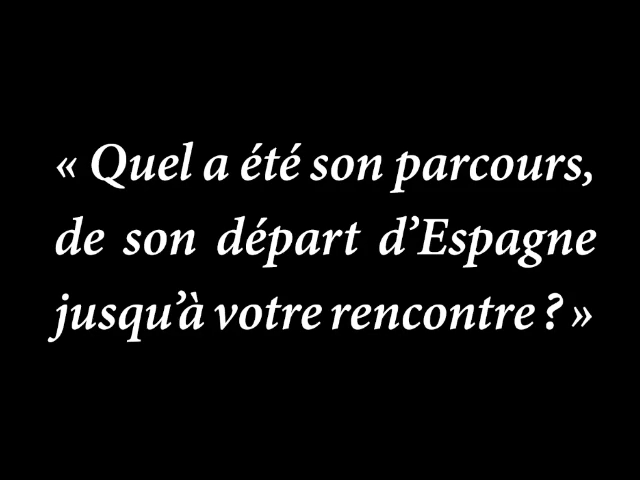 « Quel a été son parcours,
de son départ d’Espagne
jusqu’à votre rencontre ? »